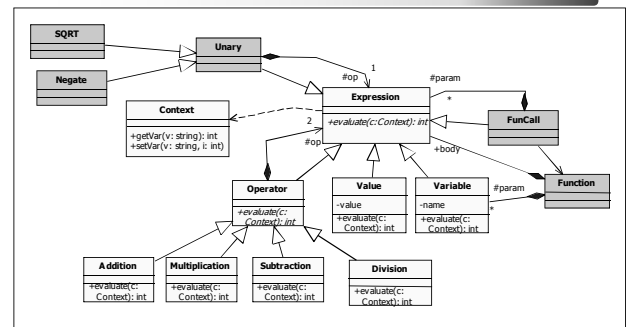 SQRT
Unary
Negate
1
#op
#param
*
Expression
+evaluate(c:Context): int
Context
+getVar(v: string): int
+setVar(v: string, i: int)
2
#op
FunCall
+body
Function
#param
*
Operator
+evaluate(c:
Context): int
Value
-value
+evaluate(c:
Context): int
Variable
-name
+evaluate(c:
Context): int
Addition
+evaluate(c:
Context): int
Multiplication
+evaluate(c:
Context): int
Subtraction
+evaluate(c:
Context): int
Division
+evaluate(c:
Context): int